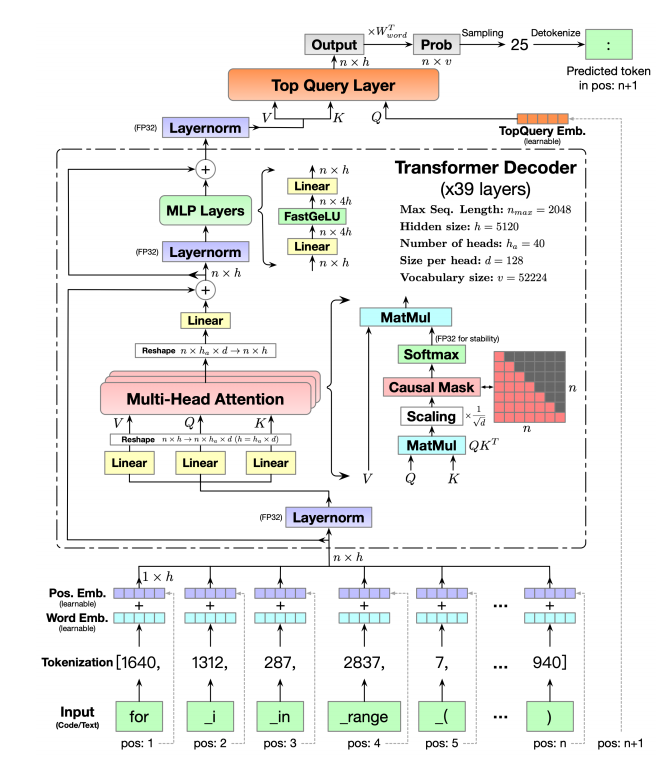 Output
×W^T_word
Prob
Sampling
25
Detokenize
:
n × h
n × v
Predicted token
in pos: n+1
Top Query Layer
V
K
Q
(FP32)
Layernorm
TopQuery Emb.
(learnable)
+
MLP Layers
(FP32)
Layernorm
n × h
+
Linear
Reshape n × h_a × d → n × h
Multi-Head Attention
V
Q
K
Reshape n × h → n × h_a × d (h = h_a × d)
Linear
Linear
Linear
(FP32)
Layernorm
n × h
n × h
Linear
n × 4h
FastGeLU
n × 4h
Linear
n × h
Transformer Decoder
(x39 layers)
Max Seq. Length: n_max = 2048
Hidden size: h = 5120
Number of heads: h_a = 40
Size per head: d = 128
Vocabulary size: v = 52224
MatMul
(FP32 for stability)
Softmax
Causal Mask
n
n
Scaling
× 1/√d
MatMul
QK^T
V
Q
K
1 × h
Pos. Emb.
(learnable)
+ + + + + ... +
Word Emb.
(learnable)
Tokenization [1640, 1312, 287, 2837, 7, ... 940]
Input
(Code/Text)
for _i _in _range _( ... )
pos: 1 pos: 2 pos: 3 pos: 4 pos: 5 pos: n pos: n+1